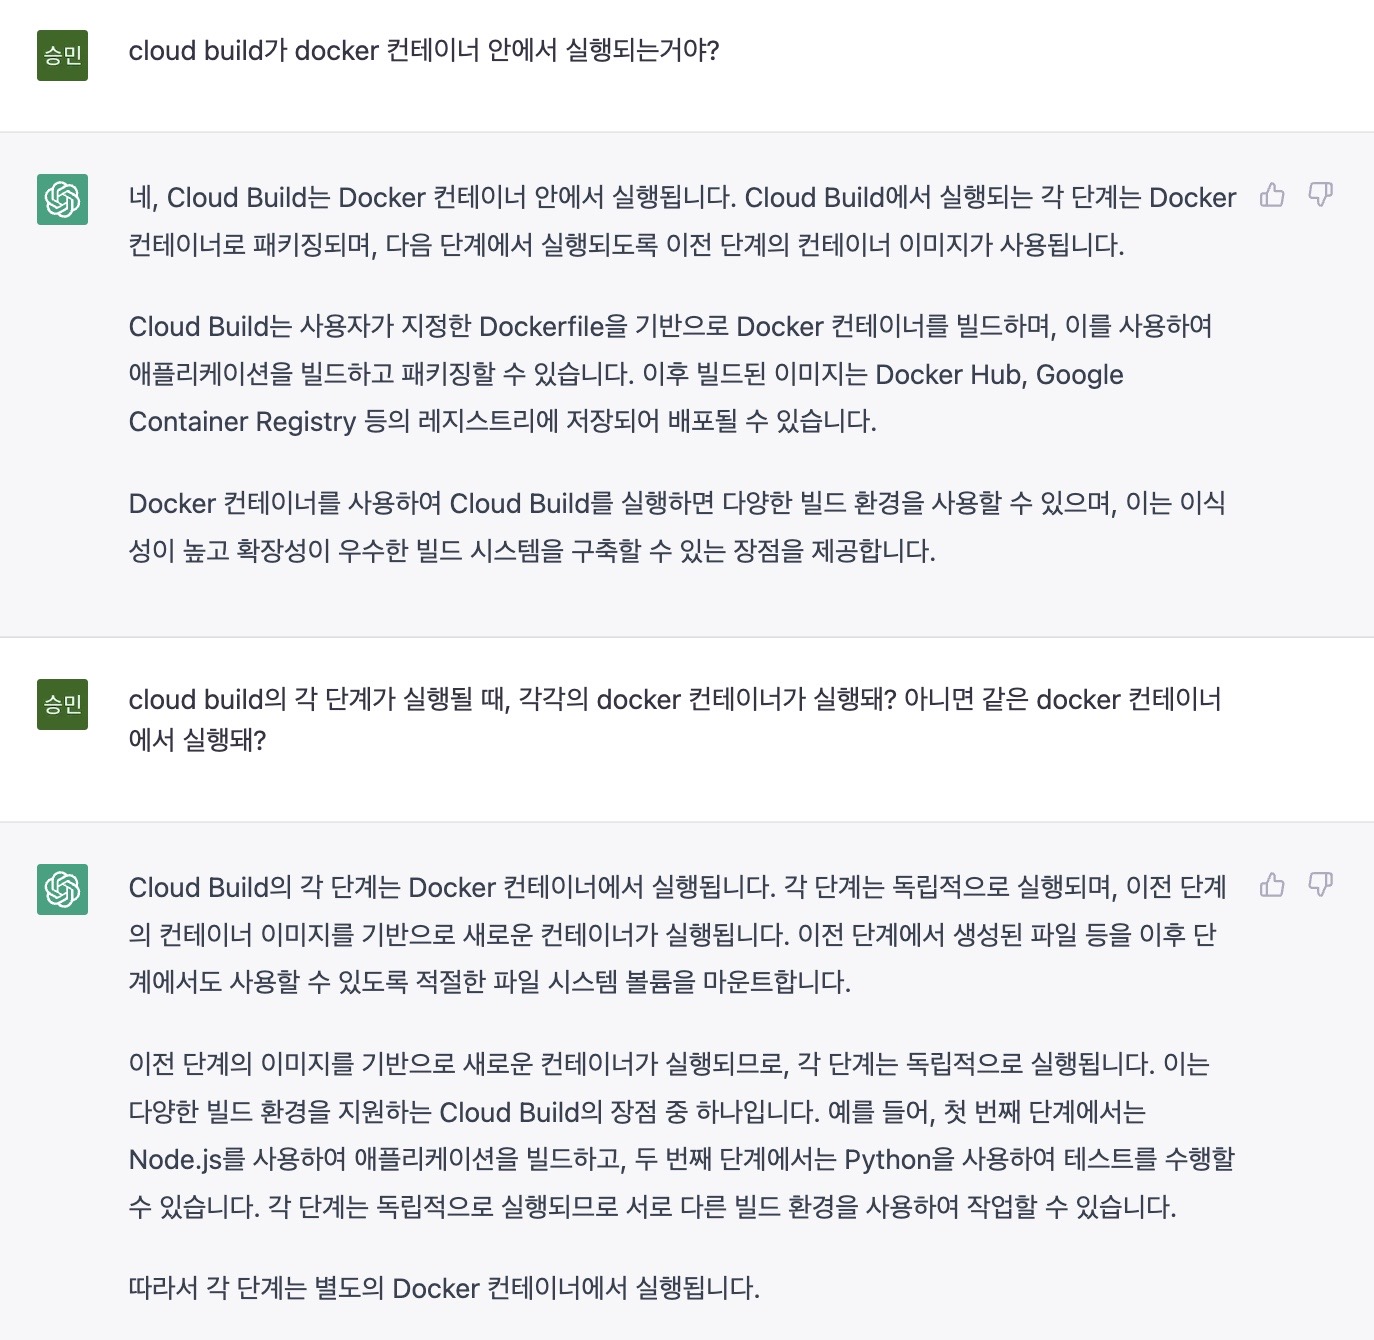 승민
cloud build가 docker 컨테이너 안에서 실행되는거야?
네, Cloud Build는 Docker 컨테이너 안에서 실행됩니다. Cloud Build에서 실행되는 각 단계는 Docker
컨테이너로 패키징되며, 다음 단계에서 실행되도록 이전 단계의 컨테이너 이미지가 사용됩니다.
Cloud Build는 사용자가 지정한 Dockerfile을 기반으로 Docker 컨테이너를 빌드하며, 이를 사용하여
애플리케이션을 빌드하고 패키징할 수 있습니다. 이후 빌드된 이미지는 Docker Hub, Google
Container Registry 등의 레지스트리에 저장되어 배포될 수 있습니다.
Docker 컨테이너를 사용하여 Cloud Build를 실행하면 다양한 빌드 환경을 사용할 수 있으며, 이는 이식
성이 높고 확장성이 우수한 빌드 시스템을 구축할 수 있는 장점을 제공합니다.
승민
cloud build의 각 단계가 실행될 때, 각각의 docker 컨테이너가 실행돼? 아니면 같은 docker 컨테이너
에서 실행돼?
Cloud Build의 각 단계는 Docker 컨테이너에서 실행됩니다. 각 단계는 독립적으로 실행되며, 이전 단계
의 컨테이너 이미지를 기반으로 새로운 컨테이너가 실행됩니다. 이전 단계에서 생성된 파일 등을 이후 단
계에서도 사용할 수 있도록 적절한 파일 시스템 볼륨을 마운트합니다.
이전 단계의 이미지를 기반으로 새로운 컨테이너가 실행되므로, 각 단계는 독립적으로 실행됩니다. 이는
다양한 빌드 환경을 지원하는 Cloud Build의 장점 중 하나입니다. 예를 들어, 첫 번째 단계에서는
Node.js를 사용하여 애플리케이션을 빌드하고, 두 번째 단계에서는 Python을 사용하여 테스트를 수행할
수 있습니다. 각 단계는 독립적으로 실행되므로 서로 다른 빌드 환경을 사용하여 작업할 수 있습니다.
따라서 각 단계는 별도의 Docker 컨테이너에서 실행됩니다.